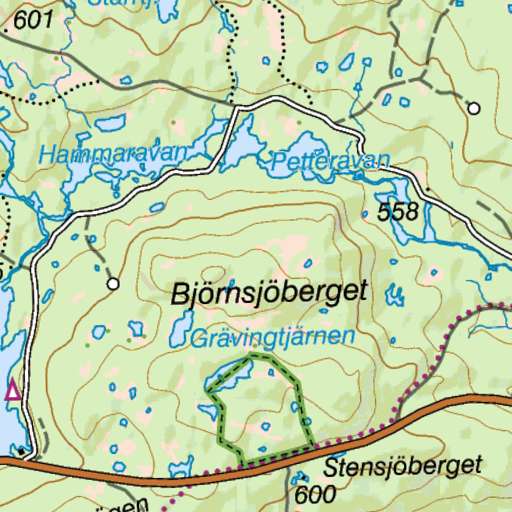 601
Hammaravan
Petteravan
558
Björnsjöberget
Grävingtjärnen
Stensjöberget
600